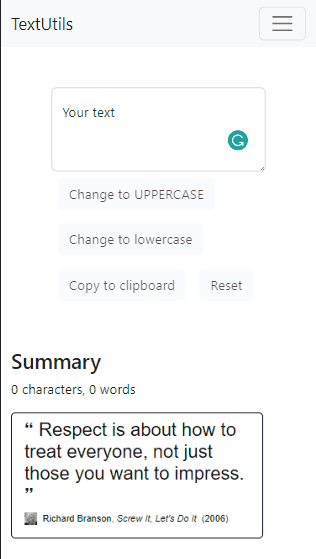 TextUtils
Your text
Change to UPPERCASE
Change to lowercase
Copy to clipboard Reset
Summary
0 characters, 0 words
“ Respect is about how to
treat everyone, not just
those you want to impress.
”
Richard Branson, Screw It, Let's Do It (2006)